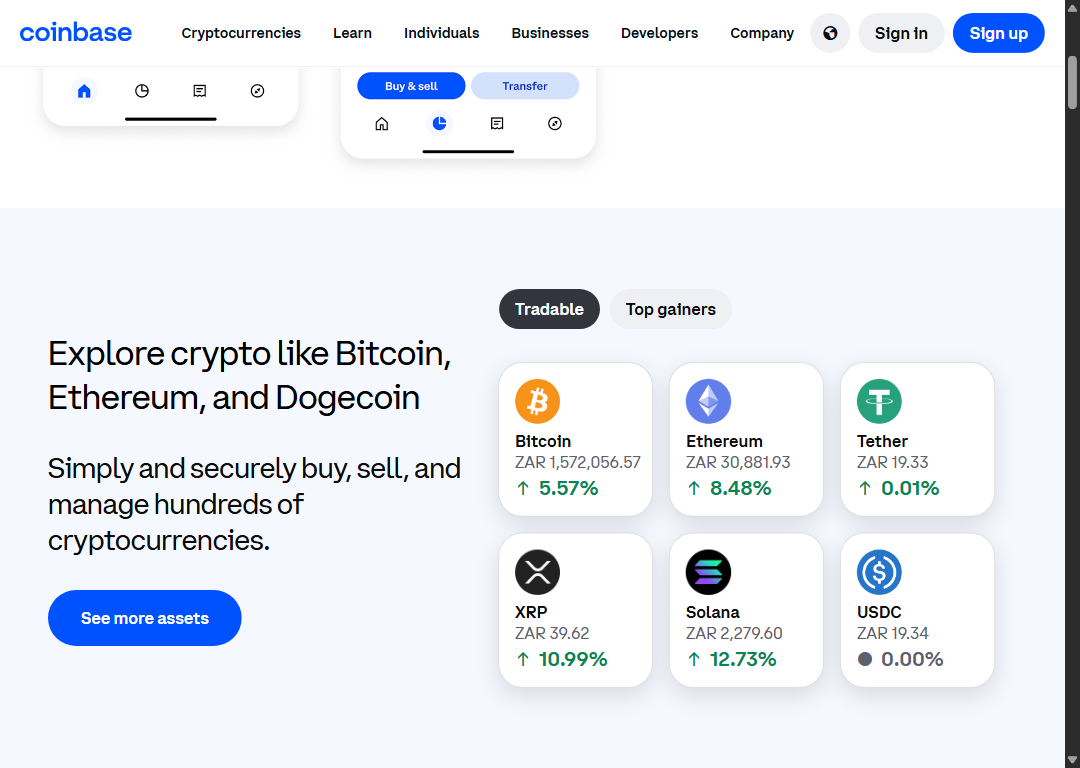 coinbase
Cryptocurrencies
Learn
Individuals
Businesses
Developers
Company
Sign in
Sign up
Buy & sell
Transfer
Explore crypto like Bitcoin,
Ethereum, and Dogecoin
Simply and securely buy, sell, and
manage hundreds of
cryptocurrencies.
See more assets
Tradable
Top gainers
Bitcoin
ZAR 1,572,056.57
↑ 5.57%
Ethereum
ZAR 30,881.93
↑ 8.48%
Tether
ZAR 19.33
↑ 0.01%
XRP
ZAR 39.62
↑ 10.99%
Solana
ZAR 2,279.60
↑ 12.73%
USDC
ZAR 19.34
0.00%